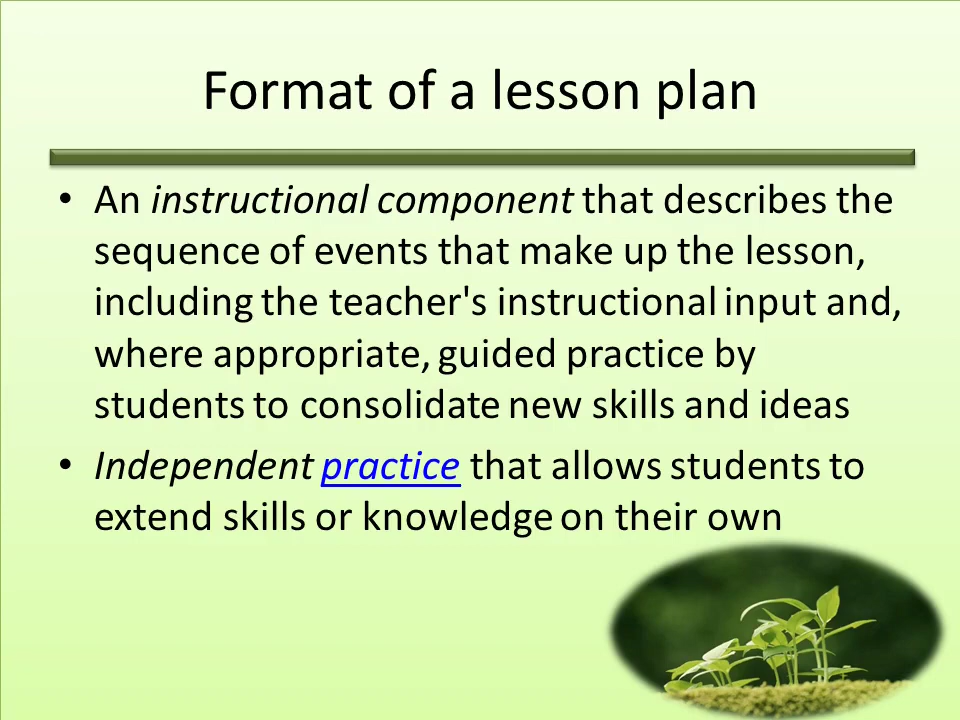 Format of a lesson plan
• An instructional component that describes the
sequence of events that make up the lesson,
including the teacher's instructional input and,
where appropriate, guided practice by
students to consolidate new skills and ideas
• Independent practice that allows students to
extend skills or knowledge on their own